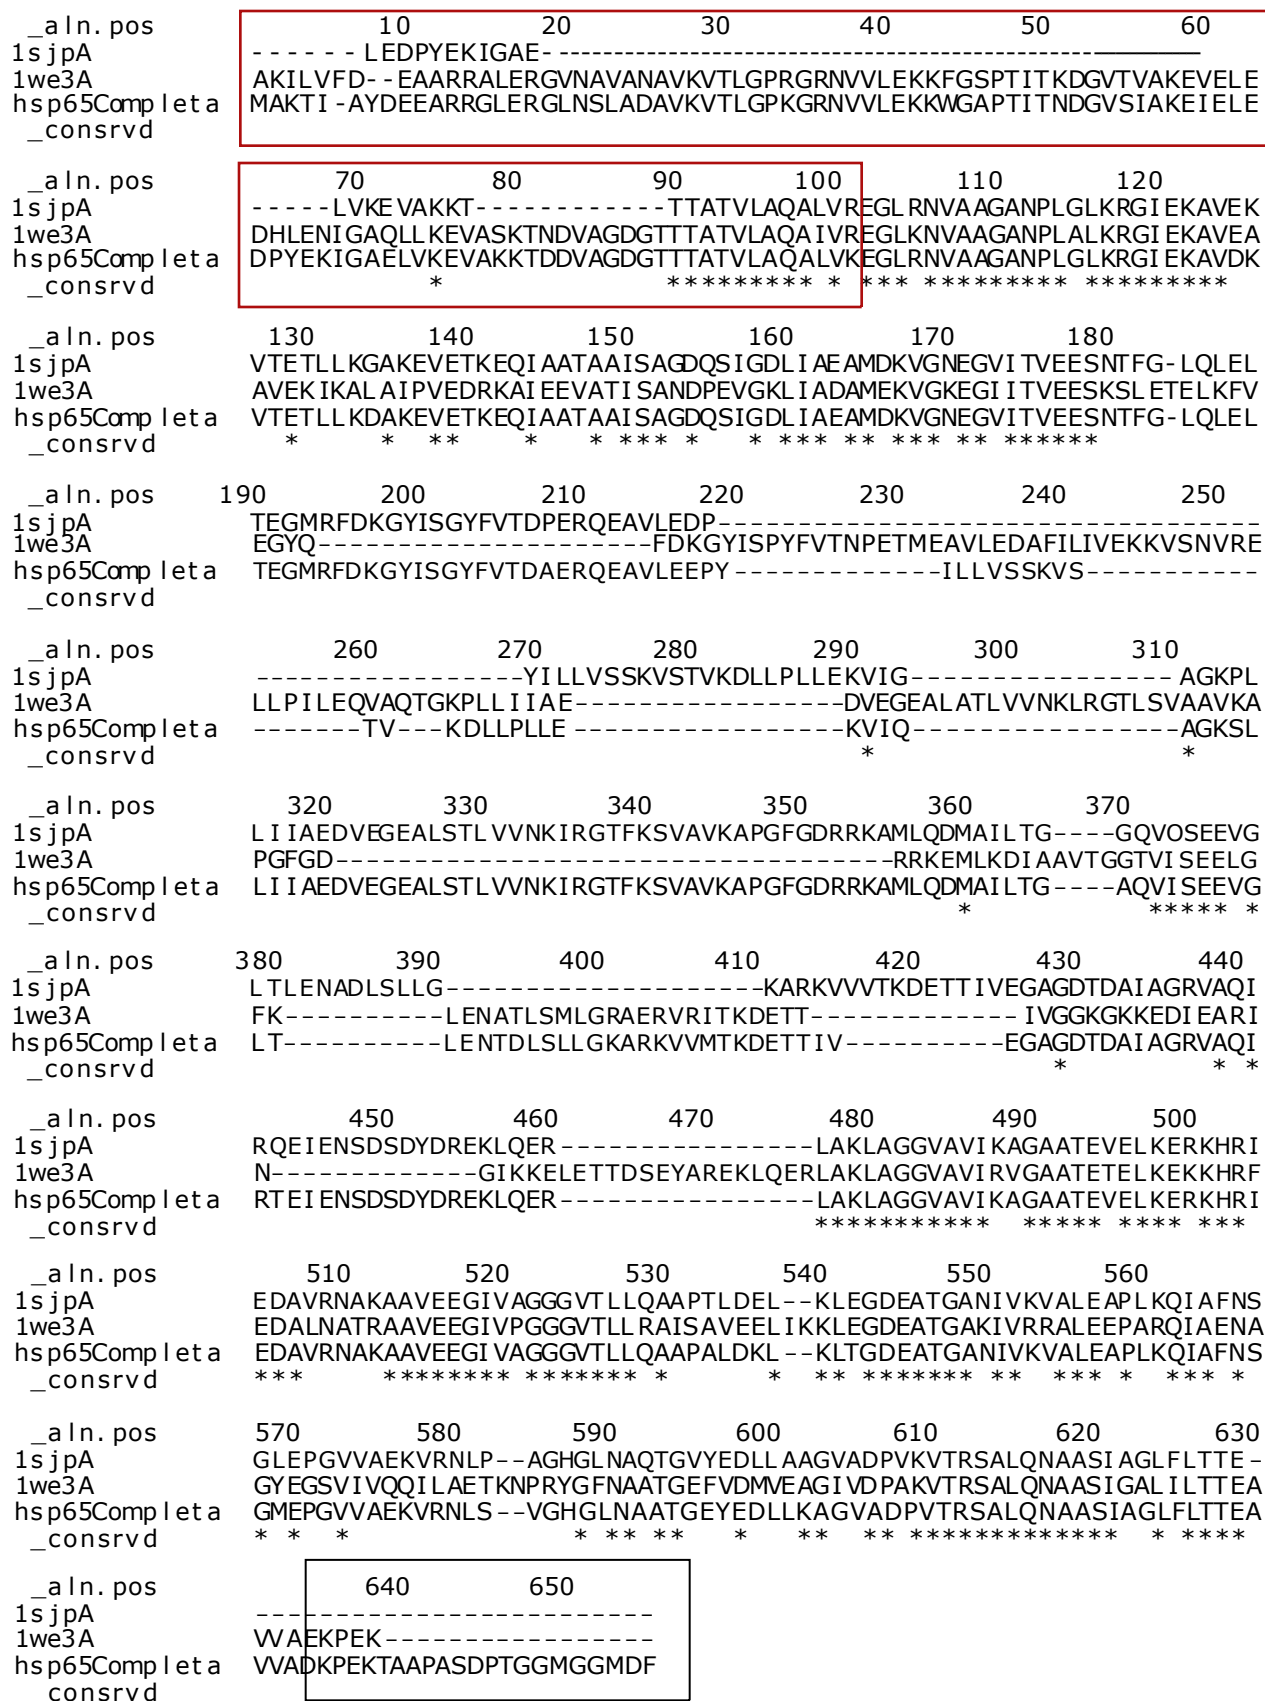 _aln.pos 10 20 30 40 50 60
1sjpA - - - - - - LEDPYEKIGAE---------------------------------------------
1we3A AKILVFD--EAARRALERGVNAVANAVKVTLGPRGRNVVLEKKFGSPTITKDGVTVAKEVELE
hsp65Completa MAKTI-AYDEEARRGLERGLNSLADAVKVTLGPKGRNVVLEKKWGAPTITNDGVSIAKEIELE
_consrvd
_aln.pos 70 80 90 100 110 120
1sjpA -----LVKEVAKKT------------TTATVLAQALVREGLRNVAAGANPLGLKRGIEKAVEK
1we3A DHLENIGAQLLKEVASKTNDVAGDGTTTATVLAQAIVREGLKNVAAGANPLALKRGIEKAVEA
hsp65Completa DPYEKIGAELVKEVAKKTDDVAGDGTTTATVLAQALVKEGLRNVAAGANPLGLKRGIEKAVDK
_consrvd * ********* * *** ********* *********
_aln.pos 130 140 150 160 170 180
1sjpA VTETLLKGAKEVETKEQIAATAAISAGDQSIGDLIAEAMDKVGNEGVITVEESNTFG-LQLEL
1we3A AVEKIKALAIPVEDRKAIEEVATISANDPEVGKLIADAMEKVGKEGIITVEESKSLETELKFV
hsp65Completa VTETLLKDAKEVETKEQIAATAAISAGDQSIGDLIAEAMDKVGNEGVITVEESNTFG-LQLEL
_consrvd * * ** * * *** * * *** ** *** ** ******
_aln.pos 190 200 210 220 230 240 250
1sjpA TEGMRFDKGYISGYFVTDPERQEAVLEDP----------------------------------
1we3A EGYQ---------------------FDKGYISPYFVTNPETMEAVLEDAFILIVEKKVSNVRE
hsp65Completa TEGMRFDKGYISGYFVTDAERQEAVLEEPY-------------ILLVSSKVS-----------
_consrvd
_aln.pos 260 270 280 290 300 310
1sjpA -----------------YILLVSSKVSTVKDLLPLLEKVIG-----------------AGKPL
1we3A LLPILEQVAQTGKPLLIIAE-----------------DVEGEALATLVVNKLRGTLSVAAVKA
hsp65Completa -------TV---KDLLPLLE-----------------KVIQ-----------------AGKSL
_consrvd * *
_aln.pos 320 330 340 350 360 370
1sjpA LIIAEDVEGEALSTLVVNKIRGTFKSVAVKAPGFGDRRKAMLQDMAILTG----GQVOSEEVG
1we3A PGFGD-----------------------------------RRKEMLKDIAAVTGGTVISEELG
hsp65Completa LIIAEDVEGEALSTLVVNKIRGTFKSVAVKAPGFGDRRKAMLQDMAILTG----AQVISEEVG
_consrvd * ***** *
_aln.pos 380 390 400 410 420 430 440
1sjpA LTLENADLSLLG--------------------KARKVVVTKDETTIVEGAGDTDAIAGRVAQI
1we3A FK----------LENATLSMLGRAERVRITKDETT-------------IVGGKGKKEDIEARI
hsp65Completa LT----------LENTDLSLLGKARKVVMTKDETTIV----------EGAGDTDAIAGRVAQI
_consrvd * * *
_aln.pos 450 460 470 480 490 500
1sjpA RQEIENSDSDYDREKLQER----------------LAKLAGGVAVIKAGAATEVELKERKHRI
1we3A N-------------GIKKELETTDSEYAREKLQERLAKLAGGVAVIRVGAATETELKEKKHRF
hsp65Completa RTEIENSDSDYDREKLQER----------------LAKLAGGVAVIKAGAATEVELKERKHRI
_consrvd *********** ***** **** ***
_aln.pos 510 520 530 540 550 560
1sjpA EDAVRNAKAAVEEGIVAGGGVTLLQAAPTLDEL--KLEGDEATGANIVKVALEAPLKQIAFNS
1we3A EDALNATRAAVEEGIVPGGGVTLLRAISAVEELIKKLEGDEATGAKIVRRALEEPARQIAENA
hsp65Completa EDAVRNAKAAVEEGIVAGGGVTLLQAAPALDKL--KLTGDEATGANIVKVALEAPLKQIAFNS
_consrvd *** ******** ******* * * ** ******* ** *** * *** *
_aln.pos 570 580 590 600 610 620 630
1sjpA GLEPGVVAEKVRNLP--AGHGLNAQTGVYEDLLAAGVADPVKVTRSALQNAASIAGLFLTTE-
1we3A GYEGSVIVQQILAETKNPRYGFNAATGEFVDMVEAGIVDPAKVTRSALQNAASIGALILTTEA
hsp65Completa GMEPGVVAEKVRNLS--VGHGLNAATGEYEDLLKAGVADPVTRSALQNAASIAGLFLTTEA
_consrvd * * * * ** ** * ** ** ************* * ****
_aln.pos 640 650
1sjpA -------------------------
1we3A VVAEKPEK-----------------
hsp65Completa VVADKPEKTAAPASDPTGGMGGMDF
consrvd